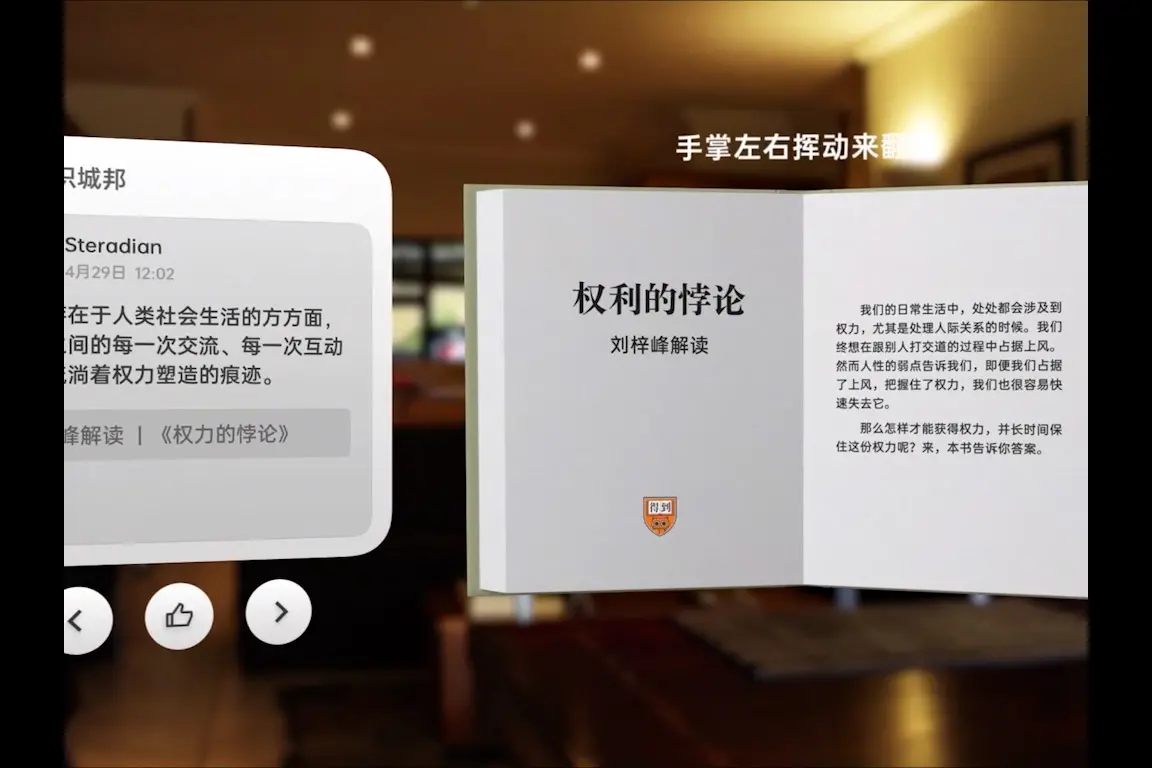 识城邦
Steradian
4月29日 12:02
在于人类社会生活的方方面，
间的每一次交流、每一次互动
淌着权力塑造的痕迹。
峰解读 | 《权力的悖论》
手掌左右挥动来翻
权利的悖论
刘梓峰解读
得到
我们的日常生活中，处处都会涉及到
权力，尤其是处理人际关系的时候。我们
终想在跟别人打交道的过程中占据上风。
然而人性的弱点告诉我们，即便我们占据
了上风，把握住了权力，我们也很容易快
速失去它。
那么怎样才能获得权力，并长时间保
住这份权力呢？来，本书告诉你答案。